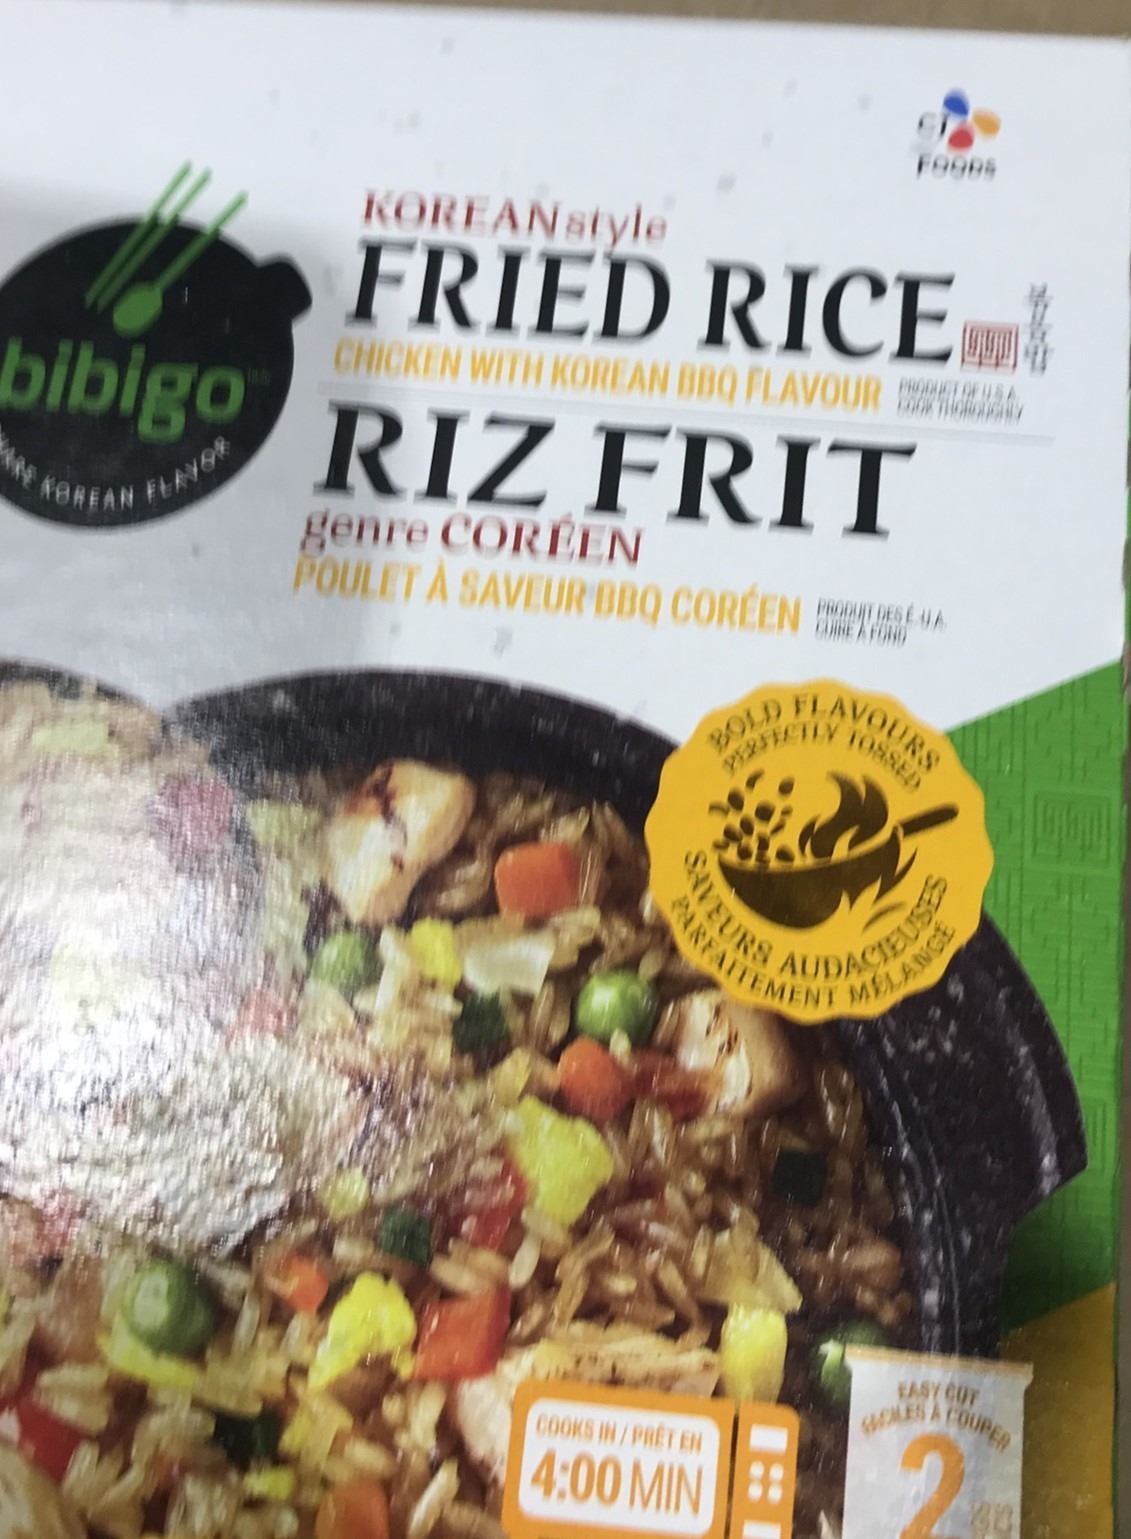 CJ
FOODS
KOREAN style
FRIED RICE
CHICKEN WITH KOREAN BBQ FLAVOUR
PRODUCT OF U.S.A.
COOK THOROUGHLY
bibigo
KOREAN FLAVOR
RIZ FRIT
genre CORÉEN
POULET À SAVEUR BBQ CORÉEN
PRODUIT DES É.-U.A.
CUIRE À FOND
BOLD FLAVOURS
PERFECTLY TOSSED
SAVEURS AUDACIEUSES
PARFAITEMENT MÉLANGÉ
COOKS IN / PRÊT EN
4:00 MIN
EASY CUT
FACILES À COUPER
2